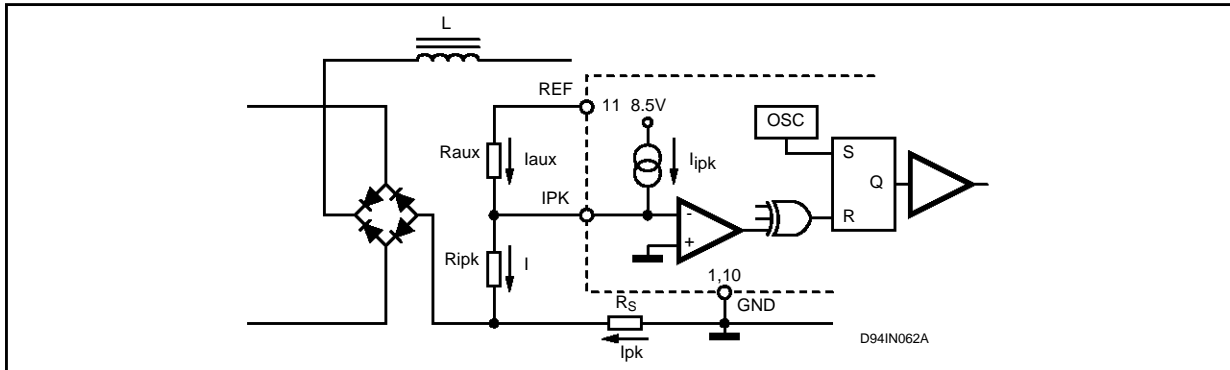 L
REF
11 8.5V
OSC
Raux
Iaux
Iipk
S
Q
IPK
-
+
R
Ripk
I
1,10
GND
RS
Ipk
D94IN062A